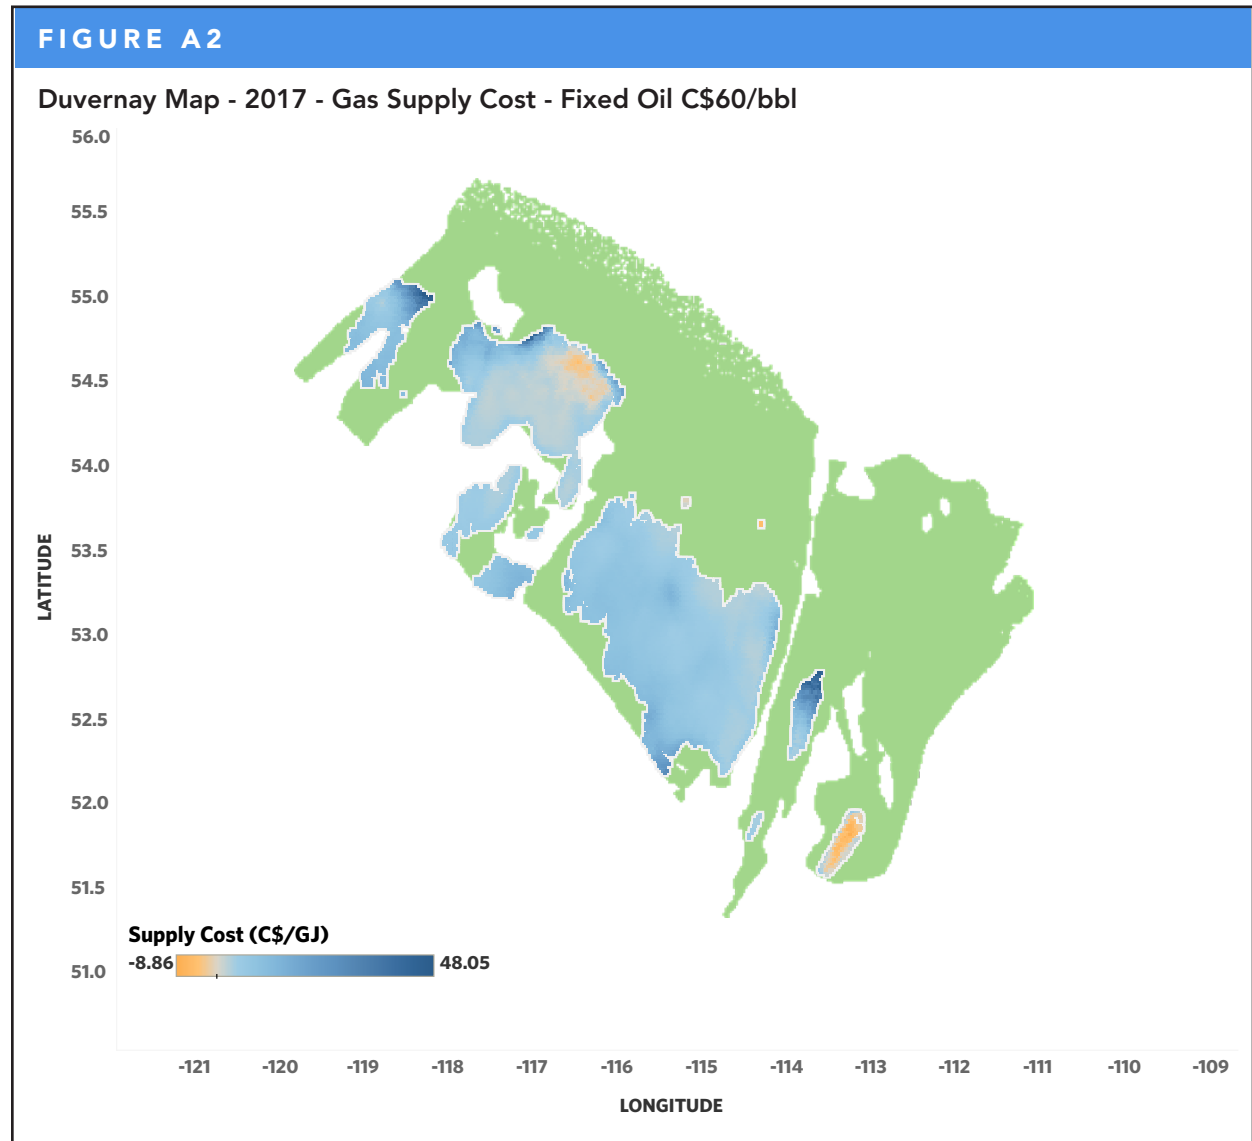 FIGURE A2
Duvernay Map - 2017 - Gas Supply Cost - Fixed Oil C$60/bbl
56.0
55.5
55.0
54.5
54.0
53.5
53.0
52.5
52.0
51.5
51.0
LATITUDE
Supply Cost (C$/GJ)
-8.86 48.05
-121 -120 -119 -118 -117 -116 -115 -114 -113 -112 -111 -110 -109
LONGITUDE